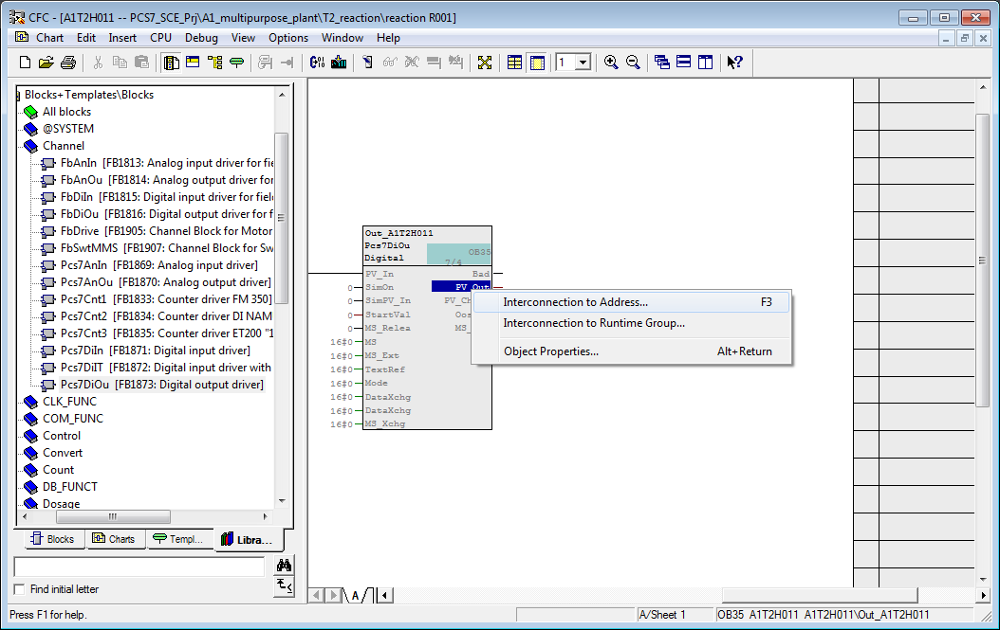 CFC - [A1T2H011 -- PCS7_SCE_Prj\A1_multipurpose_plant\T2_reaction\reaction R001]
Chart Edit Insert CPU Debug View Options Window Help
1
Blocks+Templates\Blocks
All blocks
@SYSTEM
Channel
FbAnIn [FB1813: Analog input driver for fie
FbAnOu [FB1814: Analog output driver for
FbDiIn [FB1815: Digital input driver for field
FbDiOu [FB1816: Digital output driver for f
FbDrive [FB1905: Channel Block for Motor
FbSwtMMS [FB1907: Channel Block for Sw
Pcs7AnIn [FB1869: Analog input driver]
Pcs7AnOu [FB1870: Analog output driver]
Pcs7Cnt1 [FB1833: Counter driver FM 350]
Pcs7Cnt2 [FB1834: Counter driver DI NAM
Pcs7Cnt3 [FB1835: Counter driver ET200 "1
Pcs7DiIn [FB1871: Digital input driver]
Pcs7DiIT [FB1872: Digital input driver with
Pcs7DiOu [FB1873: Digital output driver]
CLK_FUNC
COM_FUNC
Control
Convert
Count
DB_FUNCT
Dosage
Blocks Charts Templ... Libra...
Find initial letter
Out_A1T2H011
Pcs7DiOu
Digital
OB35
7/4
PV_In Bad
0 SimOn PV_Out
0 SimPV_In PV_Ch
0 StartVal Oos
0 MS_Relea MS_
16#0 MS
16#0 MS_Ext
16#0 TextRef
16#0 Mode
16#0 DataXchg
16#0 DataXchg
16#0 MS_Xchg
Interconnection to Address... F3
Interconnection to Runtime Group...
Object Properties... Alt+Return
A
Press F1 for help.
A/Sheet 1
OB35 A1T2H011 A1T2H011\Out_A1T2H011